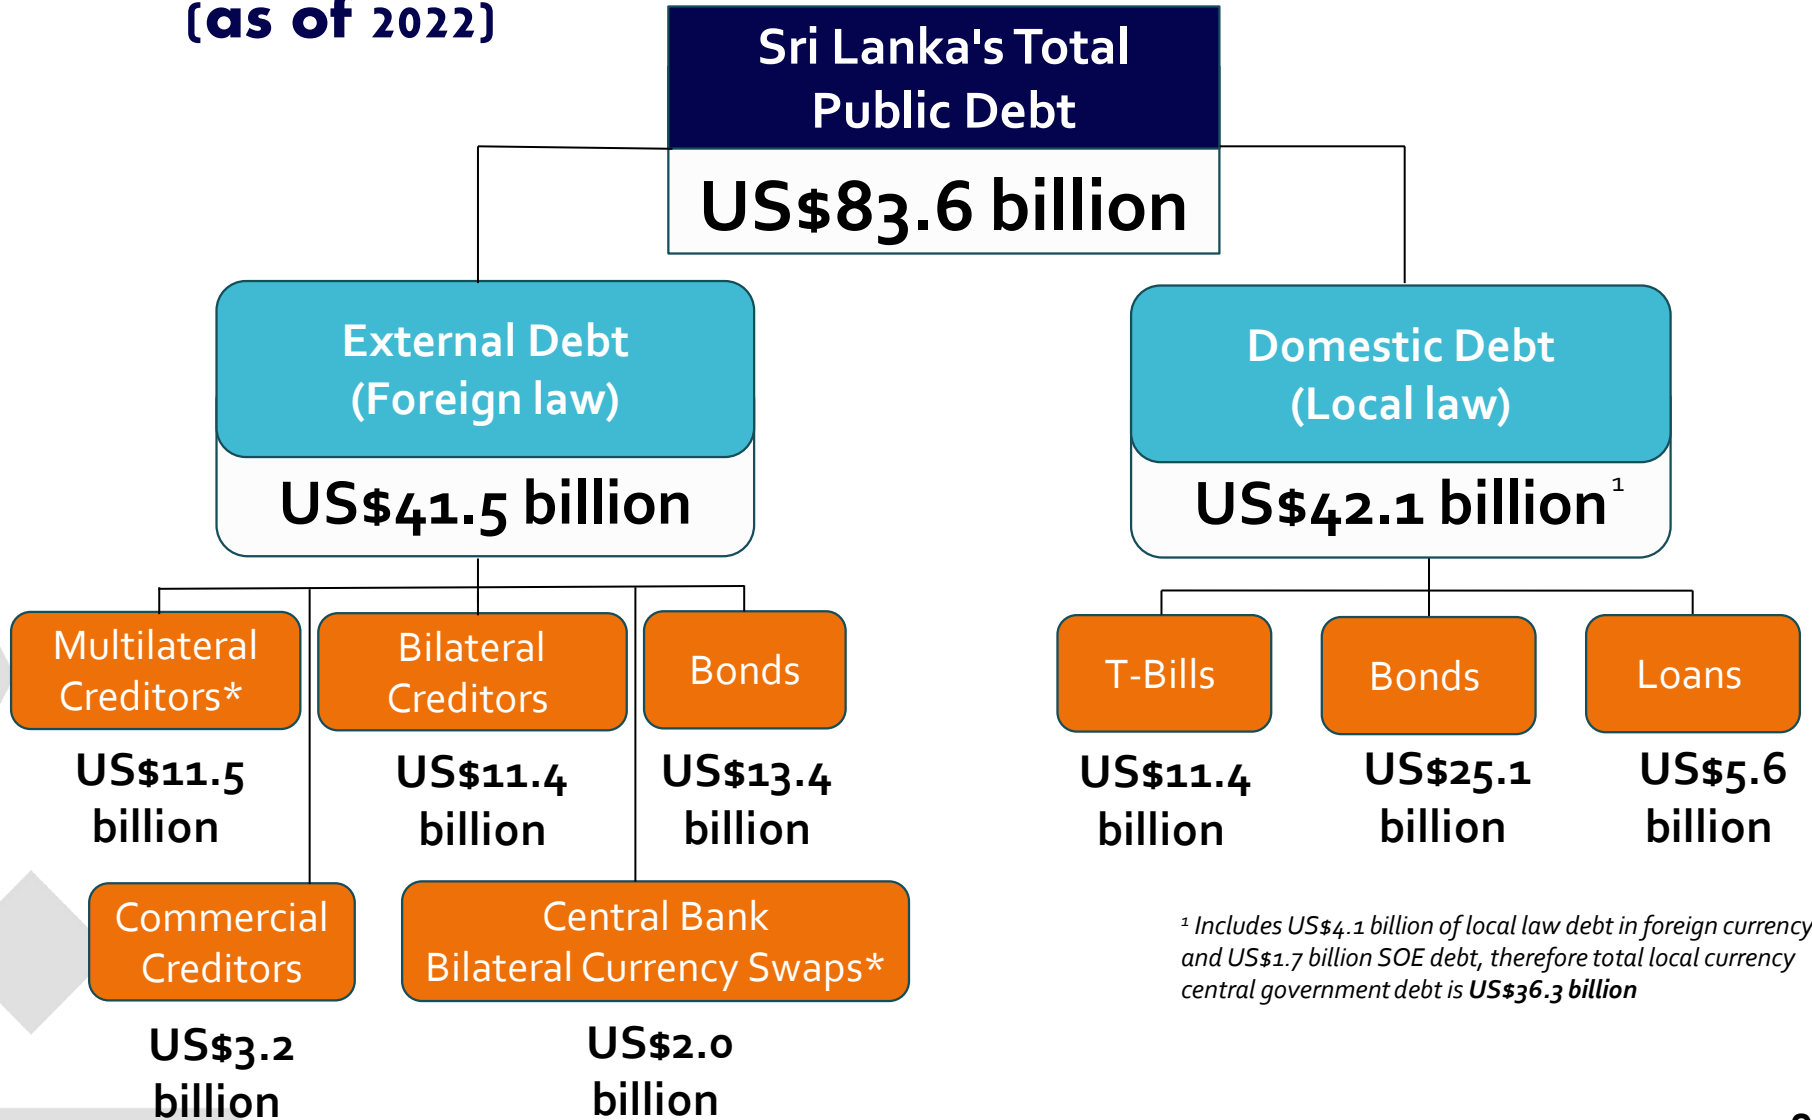 (as of 2022)
Sri Lanka's Total
Public Debt
US$83.6 billion
External Debt
(Foreign law)
US$41.5 billion
Domestic Debt
(Local law)
US$42.1 billion¹
Multilateral
Creditors*
US$11.5
billion
Bilateral
Creditors
US$11.4
billion
Bonds
US$13.4
billion
T-Bills
US$11.4
billion
Bonds
US$25.1
billion
Loans
US$5.6
billion
Commercial
Creditors
US$3.2
billion
Central Bank
Bilateral Currency Swaps*
US$2.0
billion
¹ Includes US$4.1 billion of local law debt in foreign currency
and US$1.7 billion SOE debt, therefore total local currency
central government debt is US$36.3 billion